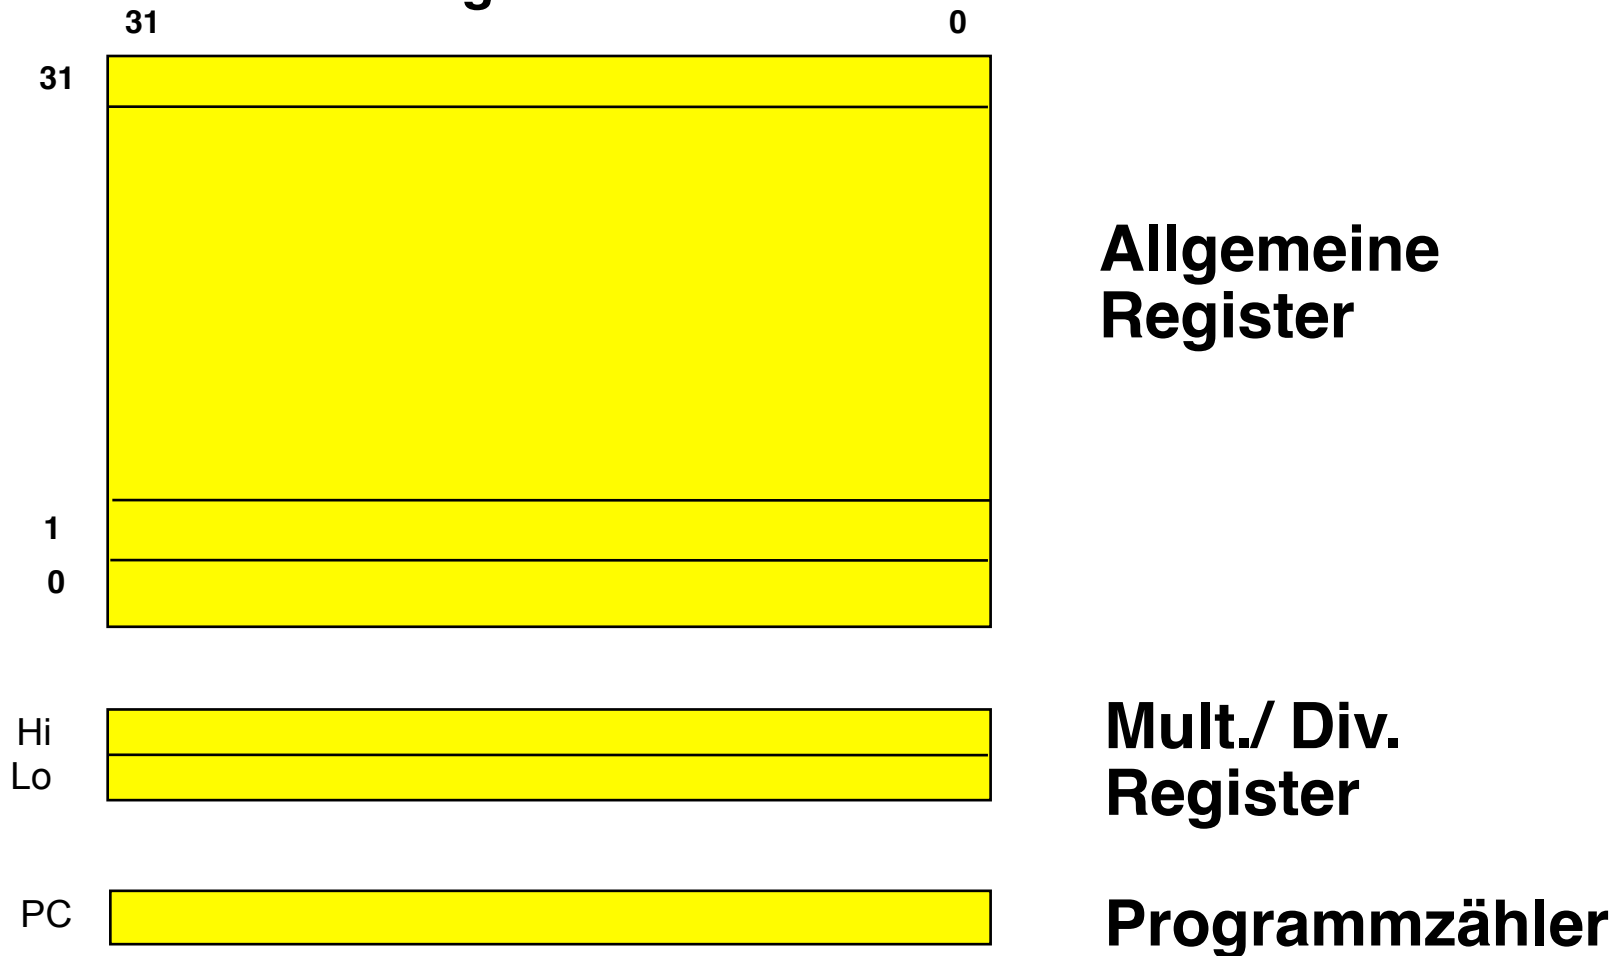 31 0
31
Allgemeine
Register
1
0
Hi
Lo
Mult./ Div.
Register
PC
Programmzähler